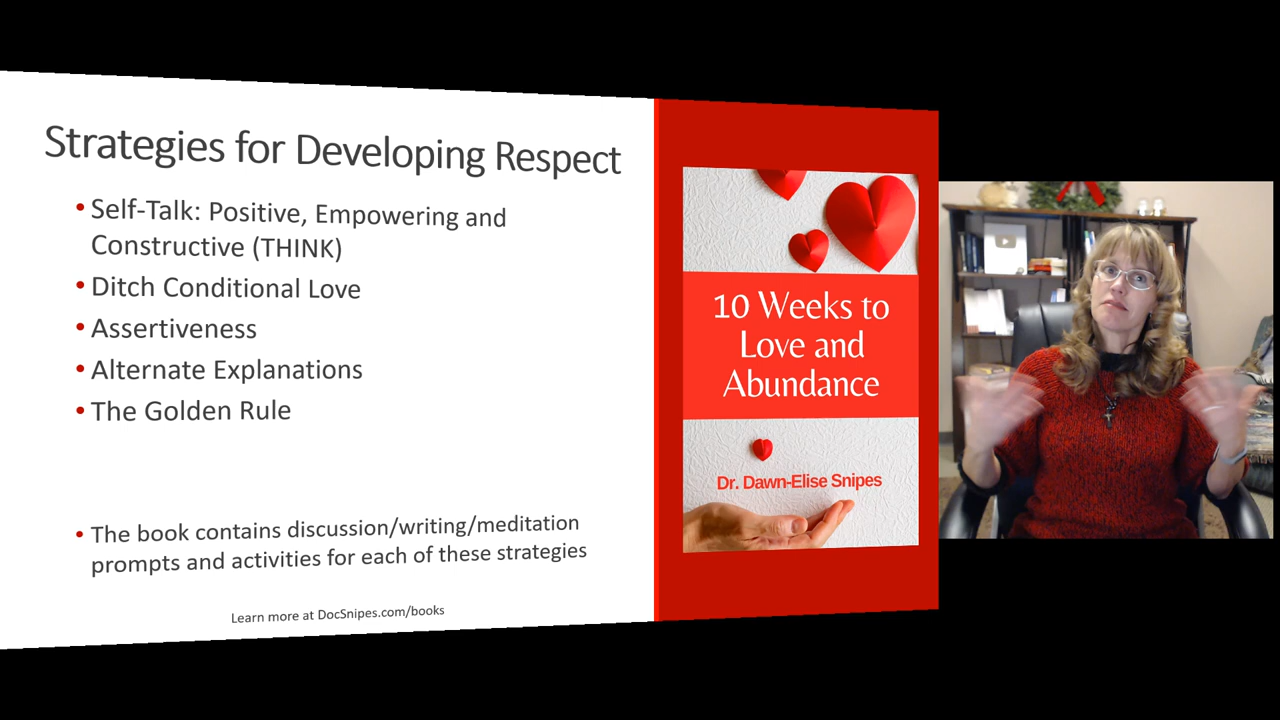 Strategies for Developing Respect
• Self-Talk: Positive, Empowering and
Constructive (THINK)
• Ditch Conditional Love
• Assertiveness
• Alternate Explanations
• The Golden Rule
• The book contains discussion/writing/meditation
prompts and activities for each of these strategies
Learn more at DocSnipes.com/books
10 Weeks to
Love and
Abundance
Dr. Dawn-Elise Snipes